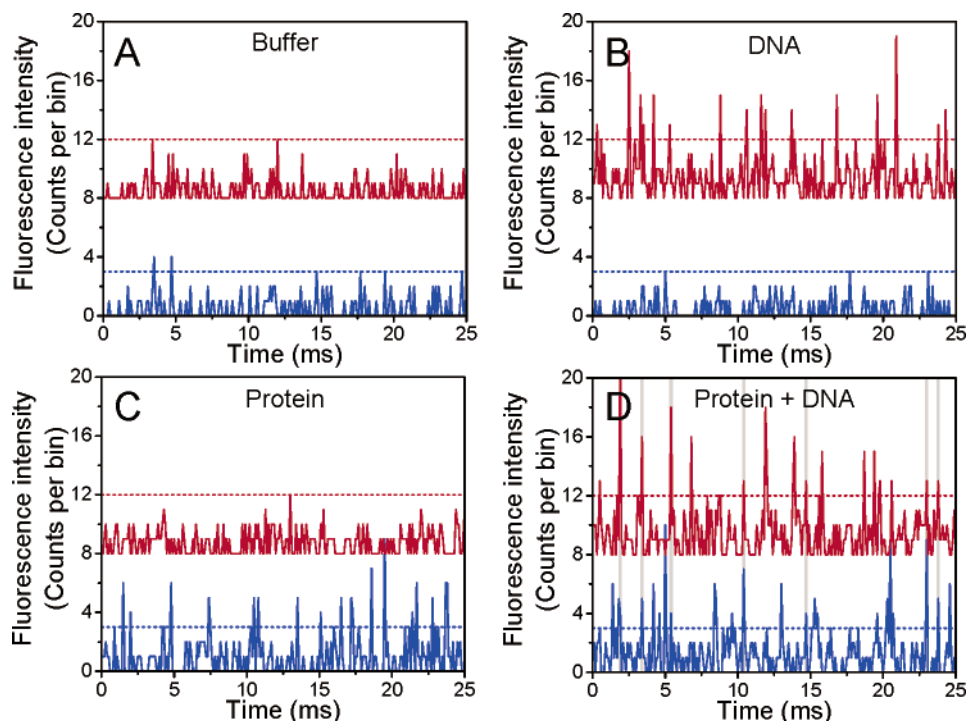 A
Buffer
Fluorescence intensity
(Counts per bin)
20
16
12
8
4
0
0 5 10 15 20 25
Time (ms)
B
DNA
Fluorescence intensity
(Counts per bin)
20
16
12
8
4
0
0 5 10 15 20 25
Time (ms)
C
Protein
Fluorescence intensity
(Counts per bin)
20
16
12
8
4
0
0 5 10 15 20 25
Time (ms)
D
Protein + DNA
Fluorescence intensity
(Counts per bin)
20
16
12
8
4
0
0 5 10 15 20 25
Time (ms)